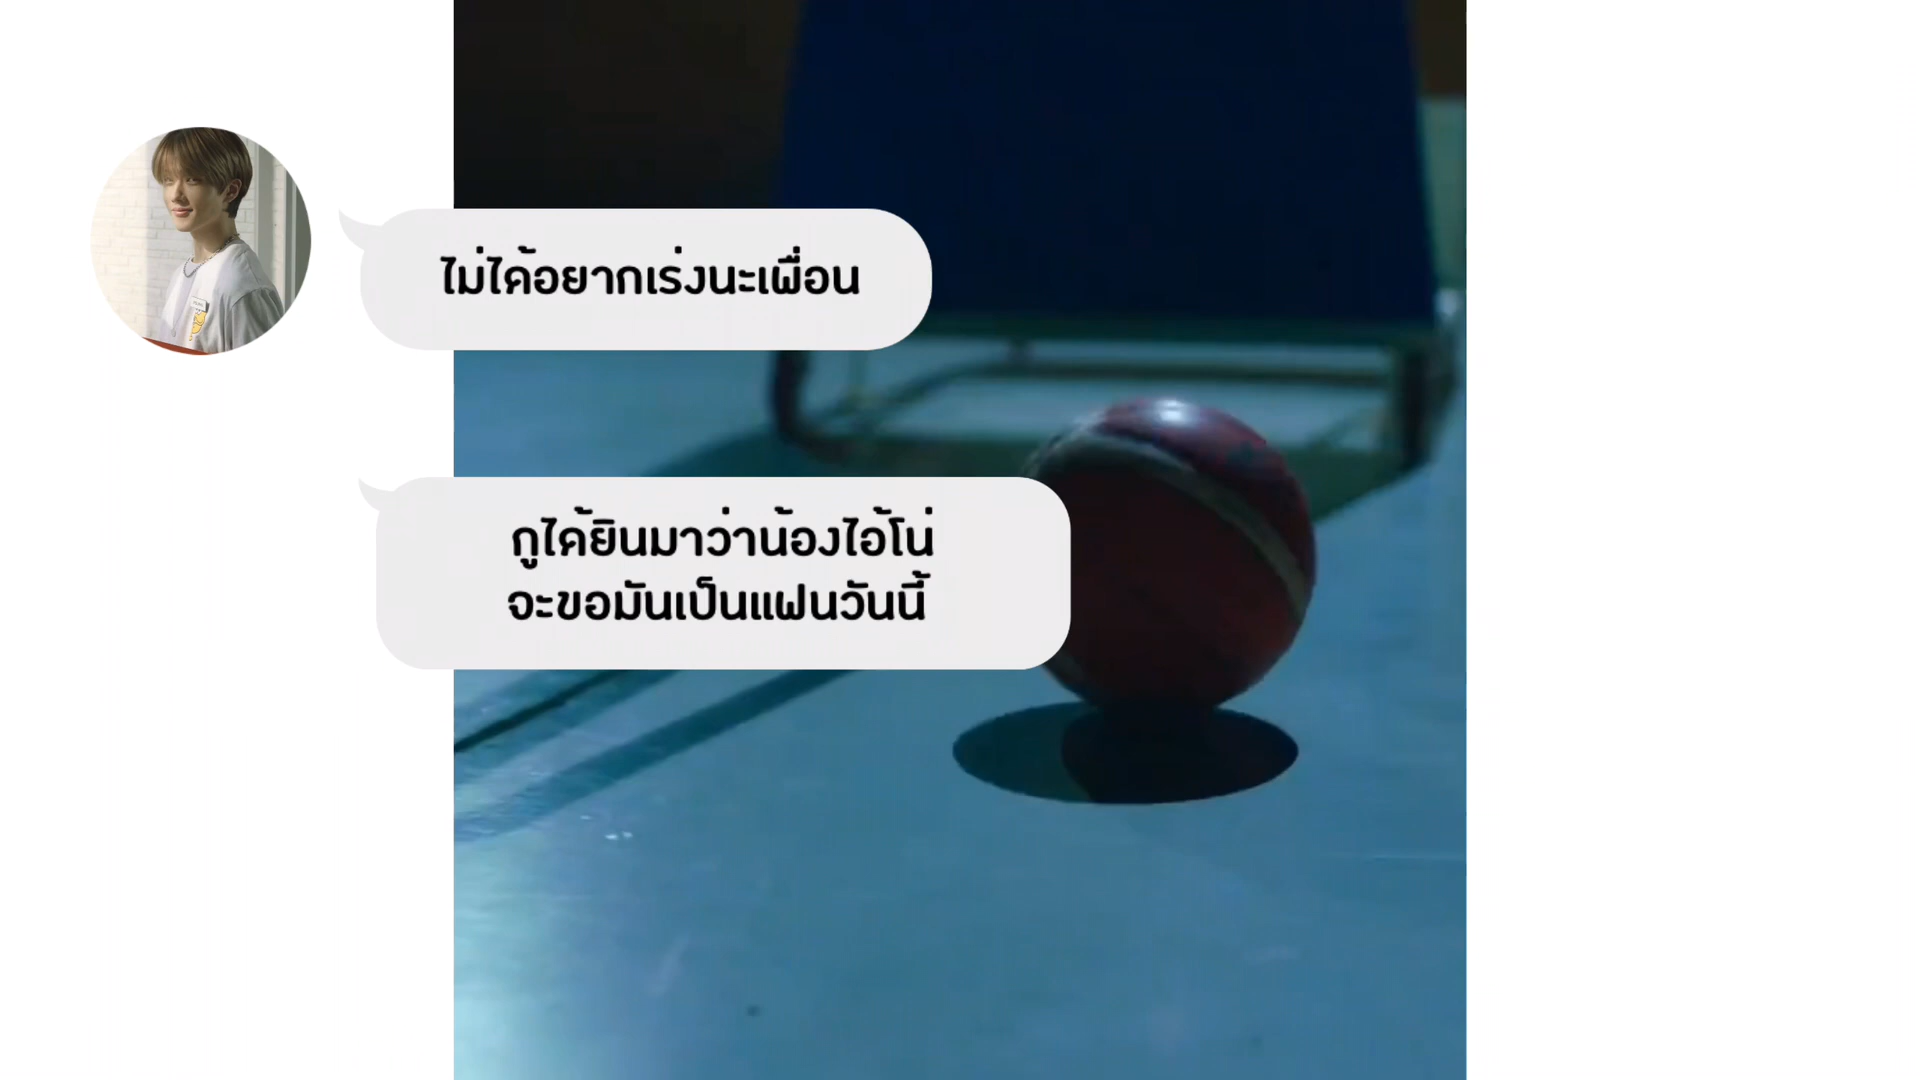 ไม่ได้อยากเร่งนะเพื่อน
กูได้ยินมาว่าน้องไอ้โน่
จะขอมันเป็นแฟนวันนี้